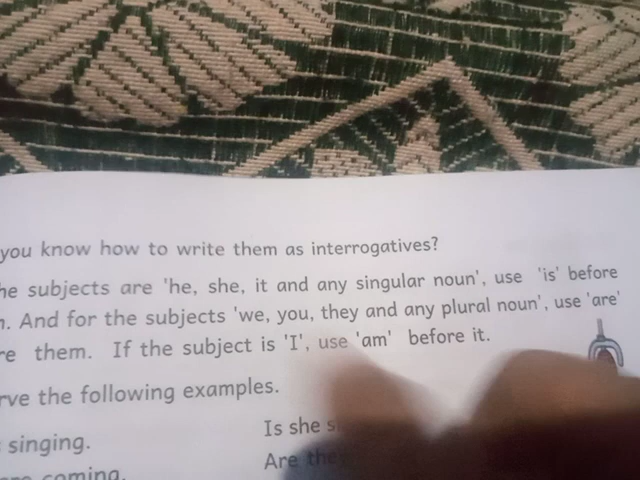 you know how to write them as interrogatives?
he subjects are 'he, she, it and any singular noun', use 'is' before
. And for the subjects 'we, you, they and any plural noun', use 'are'
re them. If the subject is 'I', use 'am' before it.
rve the following examples.
singing. Is she s
coming. Are the